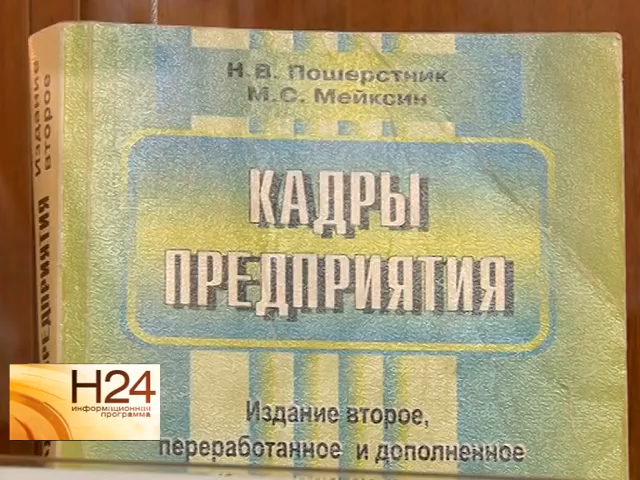 Н.В. Пошерстник
М.С. Мейксин
КАДРЫ
ПРЕДПРИЯТИЯ
Издание второе,
переработанное и дополненное
Издание
второе
ПРЕДПРИЯТИЯ
Н24
информационная
программа